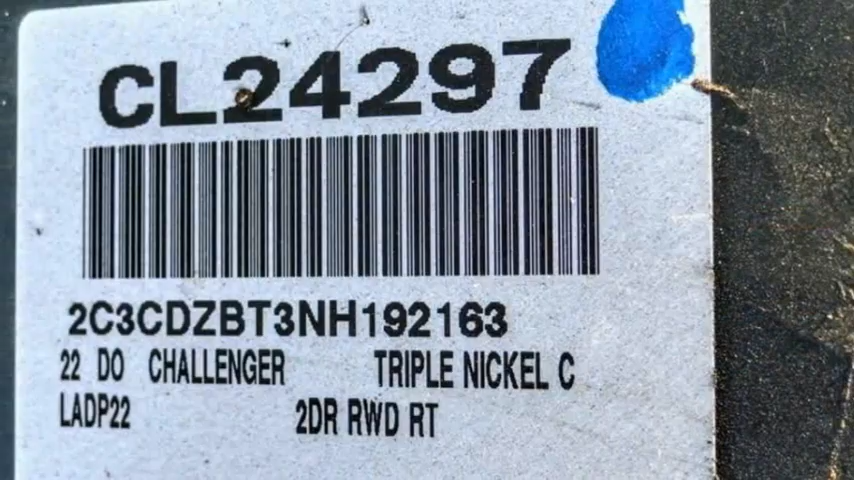 CL24297
2C3CDZBT3NH192163
22 DO CHALLENGER TRIPLE NICKEL C
LADP22 2DR RWD RT